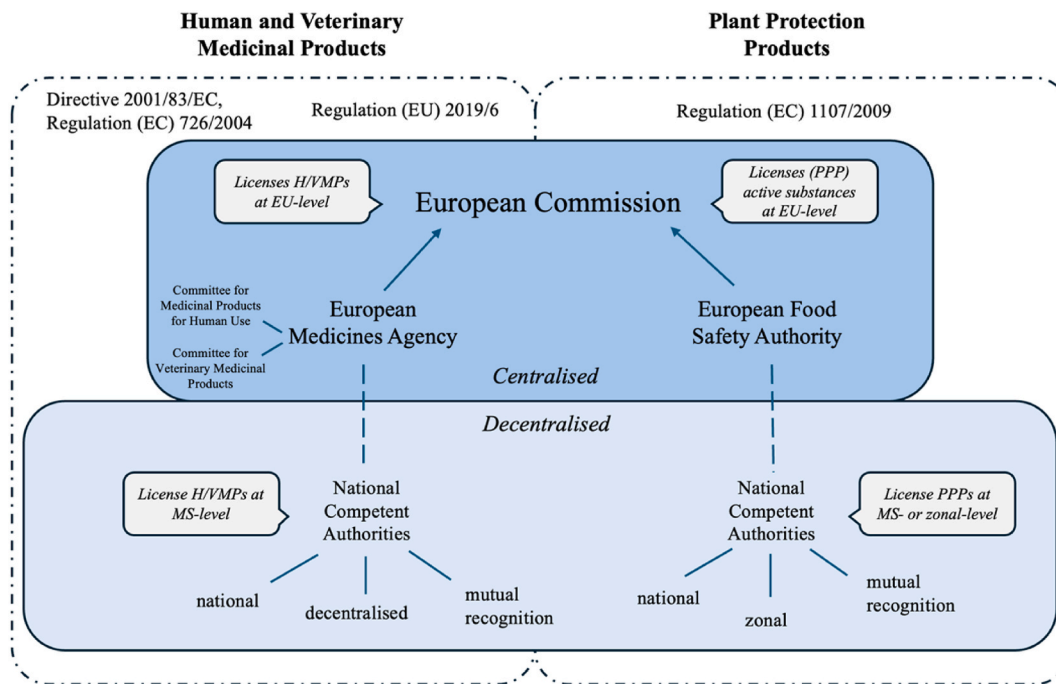 Human and Veterinary
Medicinal Products
Plant Protection
Products
Directive 2001/83/EC,
Regulation (EC) 726/2004
Regulation (EU) 2019/6
Regulation (EC) 1107/2009
Licenses H/VMPs
at EU-level
European Commission
Licenses (PPP)
active substances
at EU-level
Committee for
Medicinal Products
for Human Use
Committee for
Veterinary Medicinal
Products
European
Medicines Agency
European Food
Safety Authority
Centralised
Decentralised
License H/VMPs at
MS-level
National
Competent
Authorities
national
decentralised
mutual
recognition
National
Competent
Authorities
License PPPs at
MS- or zonal-level
national
zonal
mutual
recognition